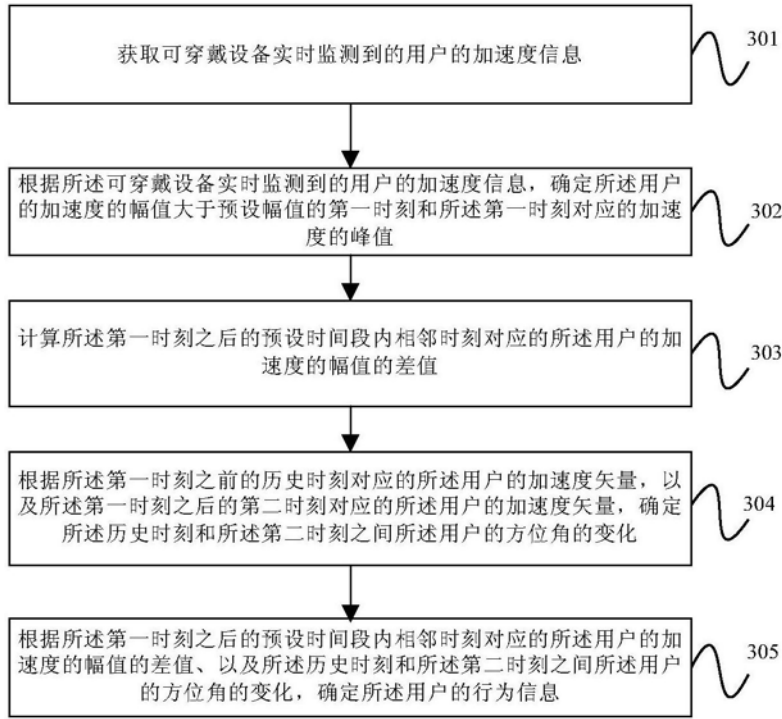 获取可穿戴设备实时监测到的用户的加速度信息
301
根据所述可穿戴设备实时监测到的用户的加速度信息，确定所述用户
的加速度的幅值大于预设幅值的第一时刻和所述第一时刻对应的加速
度的峰值
302
计算所述第一时刻之后的预设时间段内相邻时刻对应的所述用户的加
速度的幅值的差值
303
根据所述第一时刻之前的历史时刻对应的所述用户的加速度矢量，以
及所述第一时刻之后的第二时刻对应的所述用户的加速度矢量，确定
所述历史时刻和所述第二时刻之间所述用户的方位角的变化
304
根据所述第一时刻之后的预设时间段内相邻时刻对应的所述用户的加
速度的幅值的差值、以及所述历史时刻和所述第二时刻之间所述用户
的方位角的变化，确定所述用户的行为信息
305